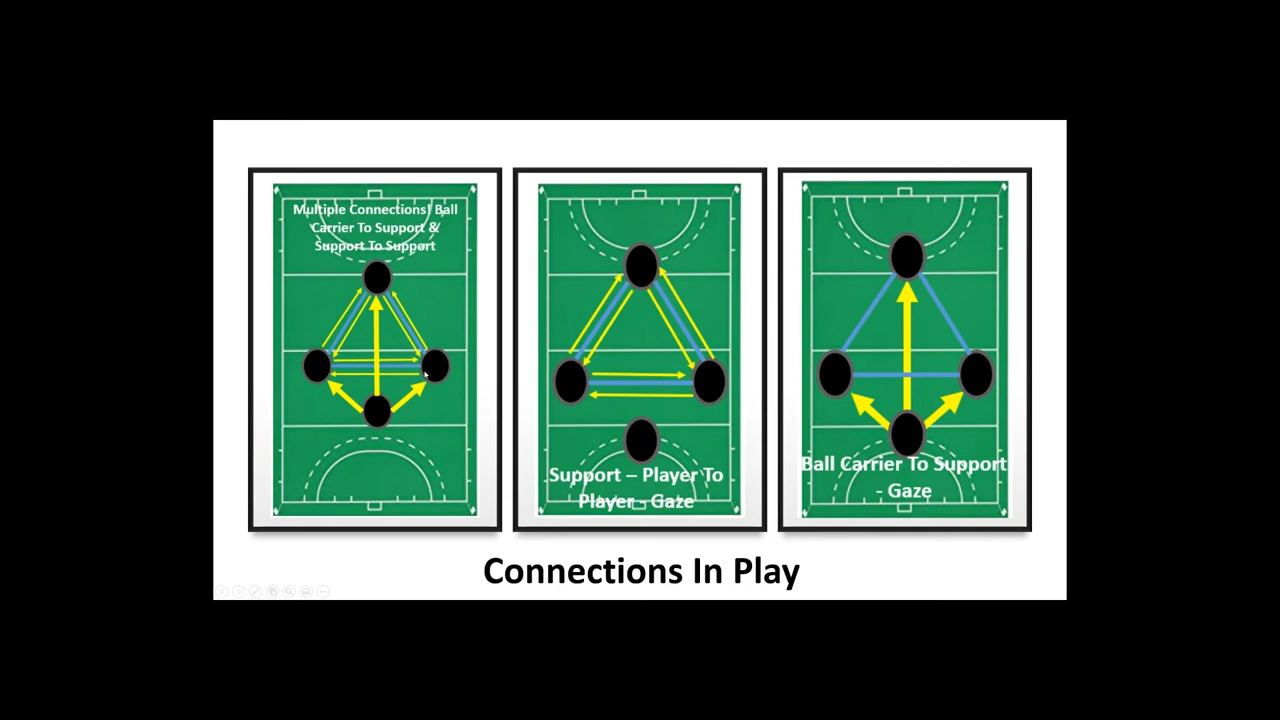 Multiple Connections! Ball
Carrier To Support &
Support To Support
Support – Player To
Player - Gaze
Ball Carrier To Support
- Gaze
Connections In Play